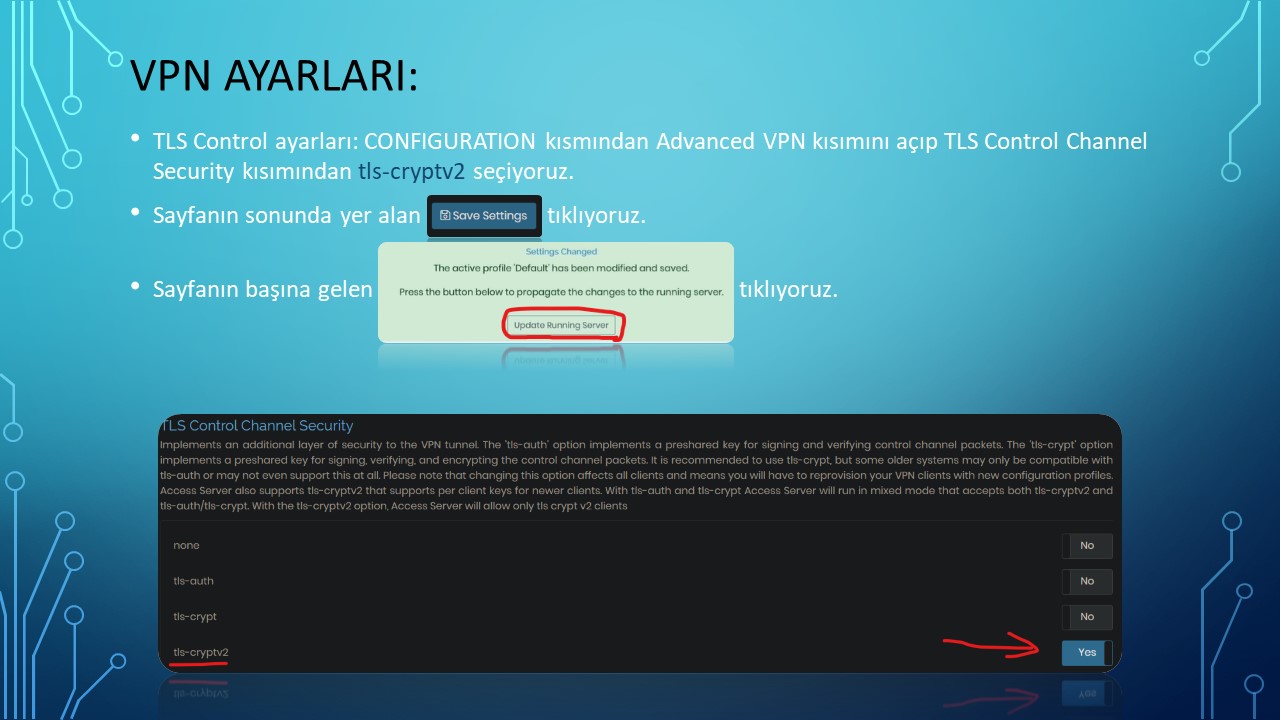 VPN AYARLARI:
• TLS Control ayarları: CONFIGURATION kısmından Advanced VPN kısımını açıp TLS Control Channel
Security kısımından tls-cryptv2 seçiyoruz.
• Sayfanın sonunda yer alan Save Settings tıklıyoruz.
Settings Changed
The active profile 'Default' has been modified and saved.
• Sayfanın başına gelen Press the button below to propagate the changes to the running server. tıklıyoruz.
Update Running Server
TLS Control Channel Security
Implements an additional layer of security to the VPN tunnel. The 'tls-auth' option implements a preshared key for signing and verifying control channel packets. The 'tls-crypt' option
implements a preshared key for signing, verifying, and encrypting the control channel packets. It is recommended to use tls-crypt, but some older systems may only be compatible with
tls-auth or may not even support this at all. Please note that changing this option affects all clients and means you will have to reprovision your VPN clients with new configuration profiles.
Access Server also supports tls-cryptv2 that supports per client keys for newer clients. With tls-auth and tls-crypt Access Server will run in mixed mode that accepts both tls-cryptv2 and
tls-auth/tls-crypt. With the tls-cryptv2 option, Access Server will allow only tls crypt v2 clients
none No
tls-auth No
tls-crypt No
tls-cryptv2 Yes